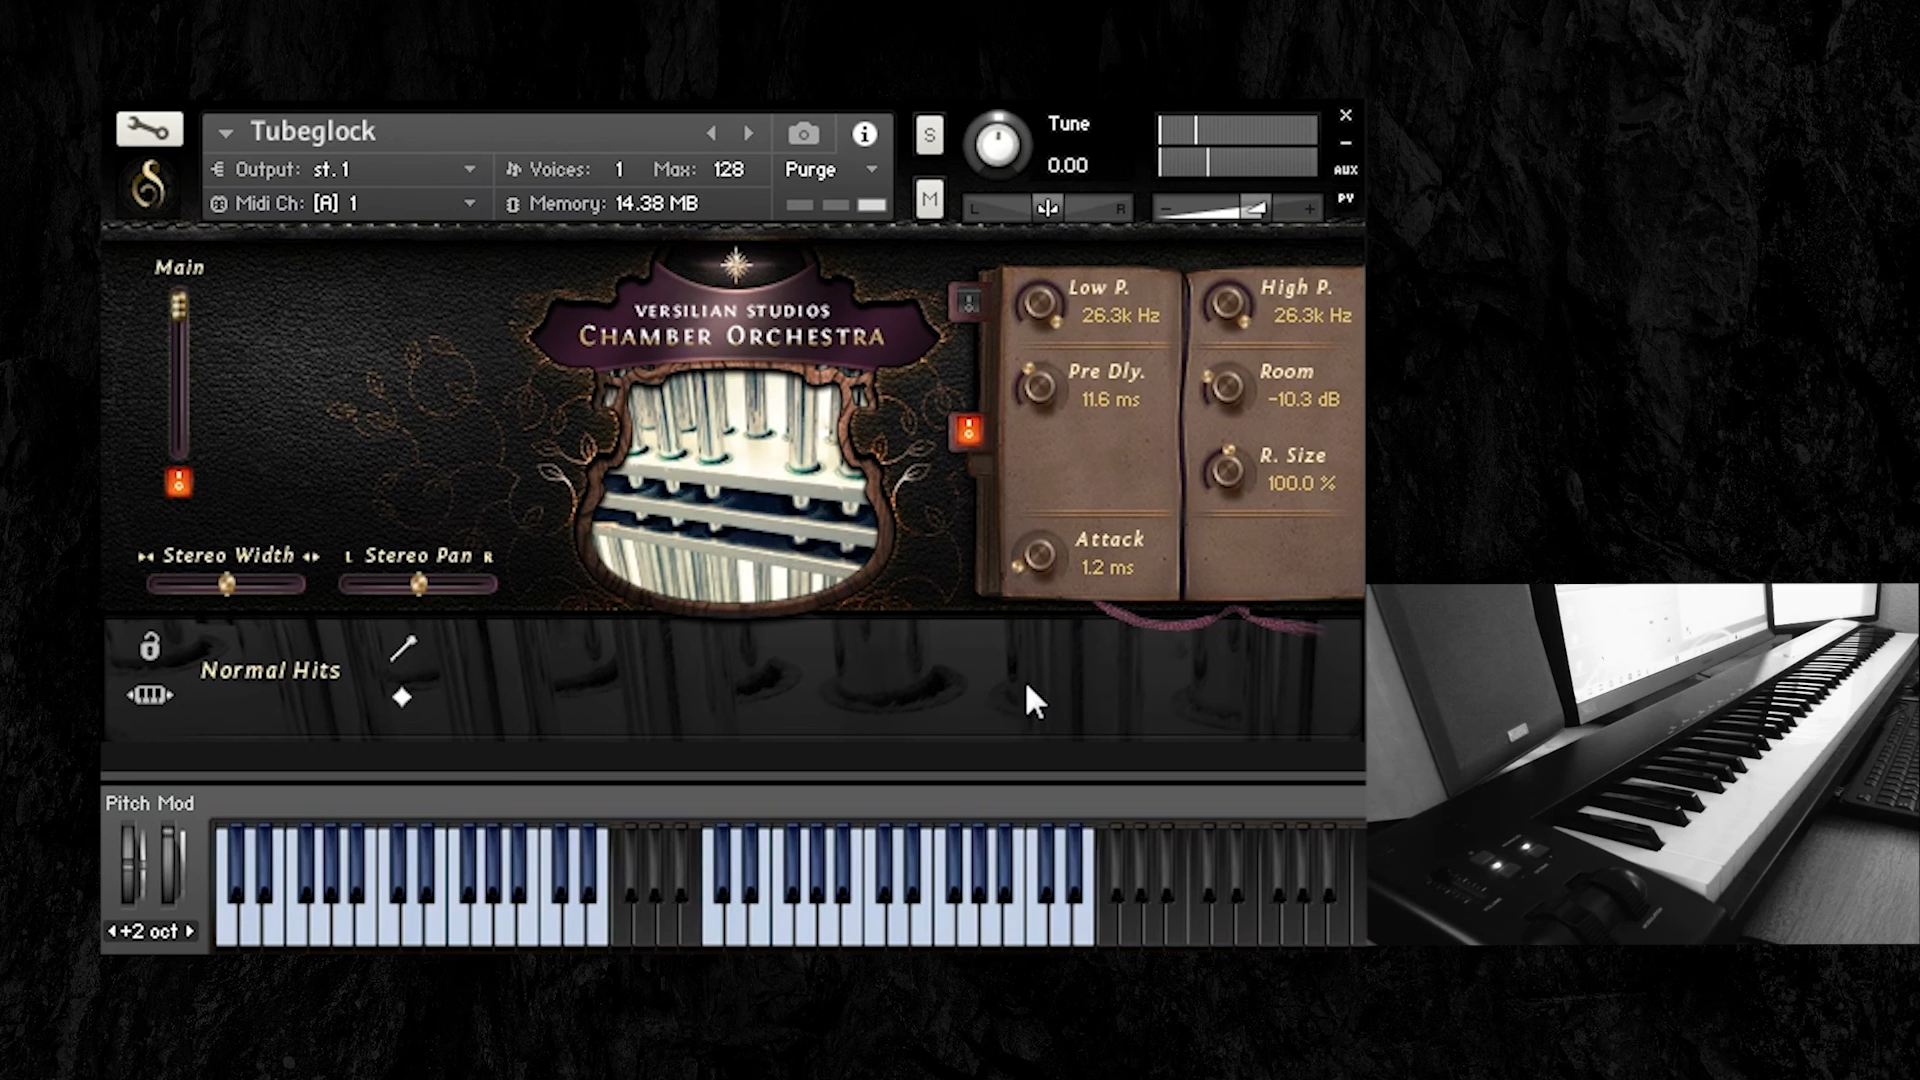 Tubeglock
Output: st. 1
Voices: 1 Max: 128
Purge
Midi Ch: [A] 1
Memory: 14.38 MB
S
M
Tune
0.00
L R
- +
X
AUX
PV
Main
VERSILIAN STUDIOS
CHAMBER ORCHESTRA
Low P.
26.3k Hz
High P.
26.3k Hz
Pre Dly.
11.6 ms
Room
-10.3 dB
R. Size
100.0 %
Attack
1.2 ms
Stereo Width
L Stereo Pan R
Normal Hits
Pitch Mod
+2 oct